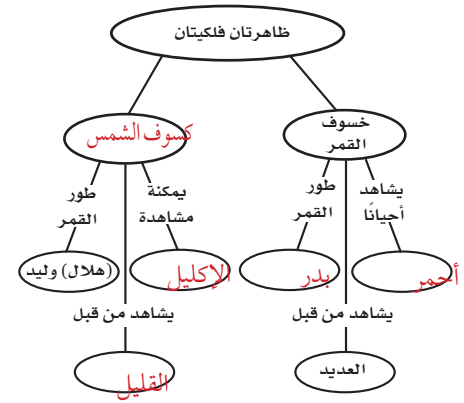 ظاهرتان فلكيتان
خسوف
القمر
كسوف الشمس
يشاهد
أحيانًا
طور
القمر
يمكنة
مشاهدة
طور
القمر
أحمر
بدر
الإكليل
(هلال) وليد
يشاهد من قبل
يشاهد من قبل
العديد
القليل